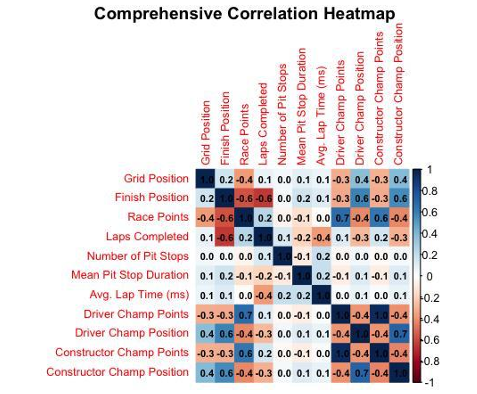 Comprehensive Correlation Heatmap
Grid Position
Finish Position
Race Points
Laps Completed
Number of Pit Stops
Mean Pit Stop Duration
Avg. Lap Time (ms)
Driver Champ Points
Driver Champ Position
Constructor Champ Points
Constructor Champ Position
Grid Position 1.0 0.2 -0.4 0.1 0.0 0.1 0.1 -0.3 0.4 -0.3 0.4
Finish Position 0.2 1.0 -0.6 -0.6 0.0 0.2 0.1 -0.3 0.6 -0.3 0.6
Race Points -0.4 -0.6 1.0 0.2 0.0 -0.1 0.0 0.7 -0.4 0.6 -0.4
Laps Completed 0.1 -0.6 0.2 1.0 0.1 -0.2 -0.4 0.1 -0.3 0.2 -0.3
Number of Pit Stops 0.0 0.0 0.0 0.1 1.0 -0.1 0.2 0.0 0.0 0.0 0.0
Mean Pit Stop Duration 0.1 0.2 -0.1 -0.2 -0.1 1.0 0.2 -0.1 0.1 -0.1 0.1
Avg. Lap Time (ms) 0.1 0.1 0.0 -0.4 0.2 0.2 1.0 0.0 0.1 0.0 0.1
Driver Champ Points -0.3 -0.3 0.7 0.1 0.0 -0.1 0.0 1.0 -0.4 1.0 -0.4
Driver Champ Position 0.4 0.6 -0.4 -0.3 0.0 0.1 0.1 -0.4 1.0 -0.4 0.7
Constructor Champ Points -0.3 -0.3 0.6 0.2 0.0 -0.1 0.0 1.0 -0.4 1.0 -0.4
Constructor Champ Position 0.4 0.6 -0.4 -0.3 0.0 0.1 0.1 -0.4 0.7 -0.4 1.0
1
0.8
0.6
0.4
0.2
0
-0.2
-0.4
-0.6
-0.8
-1